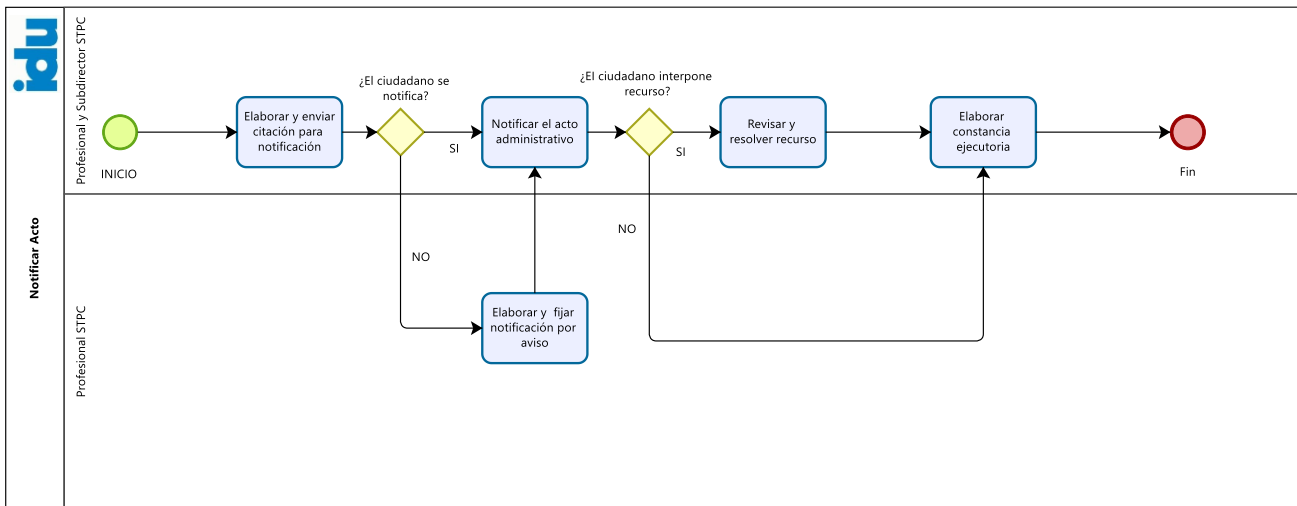 idu
Notificar Acto
Profesional y Subdirector STPC
INICIO
Elaborar y enviar
citación para
notificación
¿El ciudadano se
notifica?
SI
NO
Notificar el acto
administrativo
¿El ciudadano interpone
recurso?
SI
NO
Revisar y
resolver recurso
Elaborar
constancia
ejecutoria
Fin
Profesional STPC
Elaborar y  fijar
notificación por
aviso